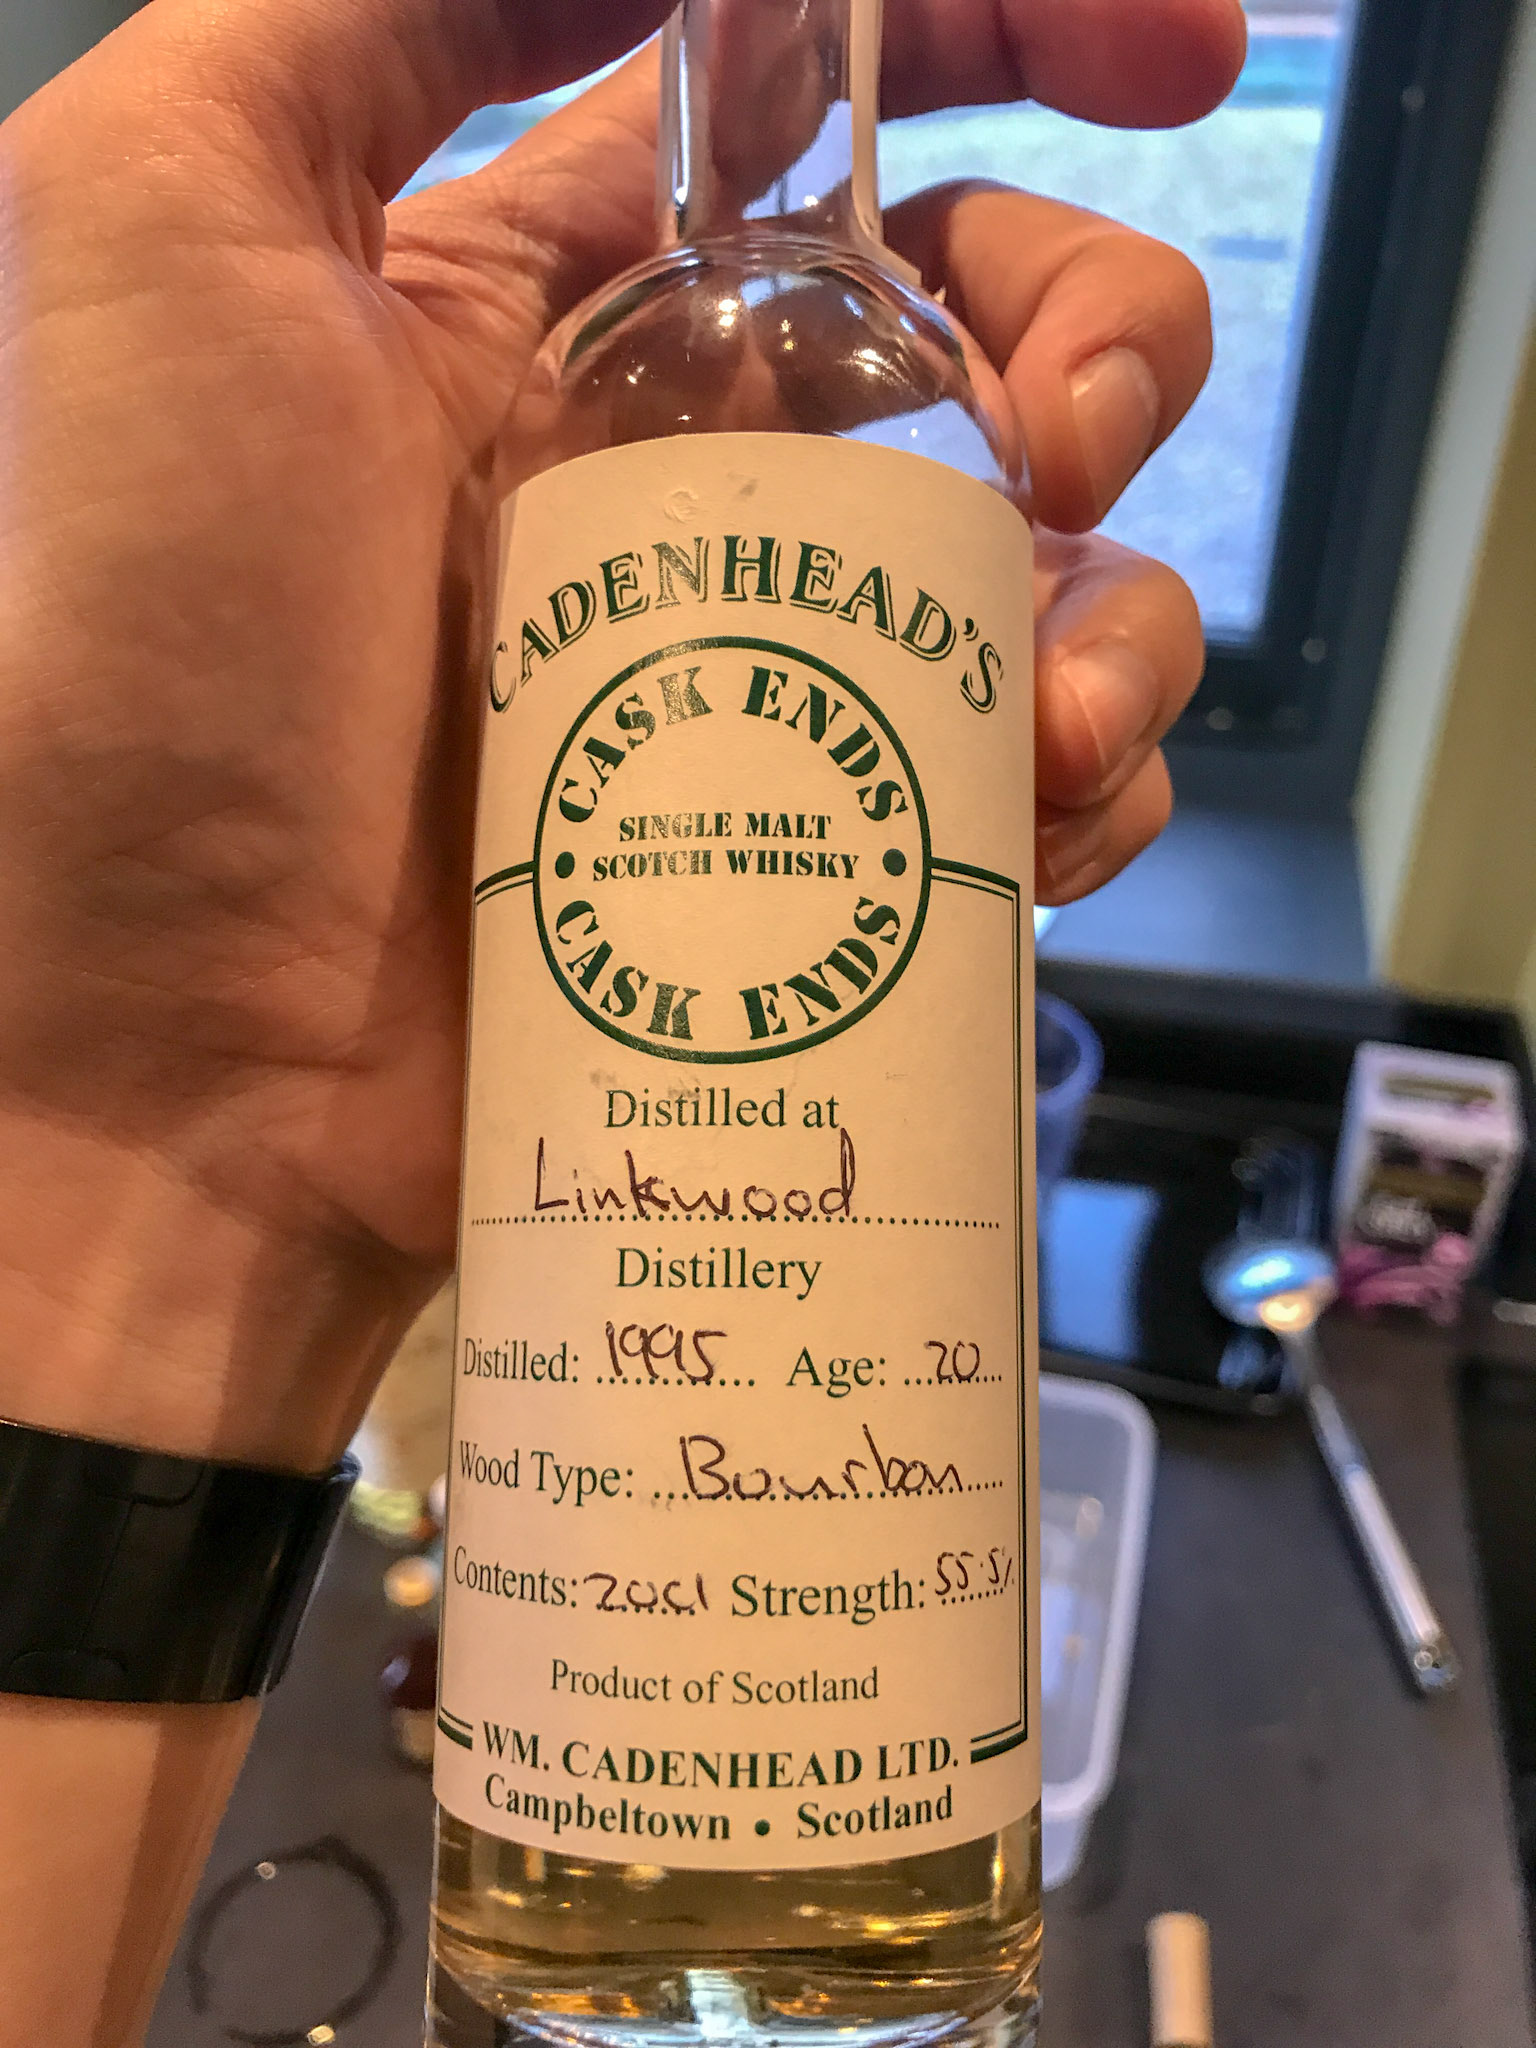 CADENHEAD'S
CASK ENDS
SINGLE MALT
• SCOTCH WHISKY •
CASK ENDS
Distilled at
Linkwood
Distillery
Distilled: 1995 Age: 20
Wood Type: Bourbon
Contents: 20cl Strength: 55.5%
Product of Scotland
WM. CADENHEAD LTD.
Campbeltown • Scotland